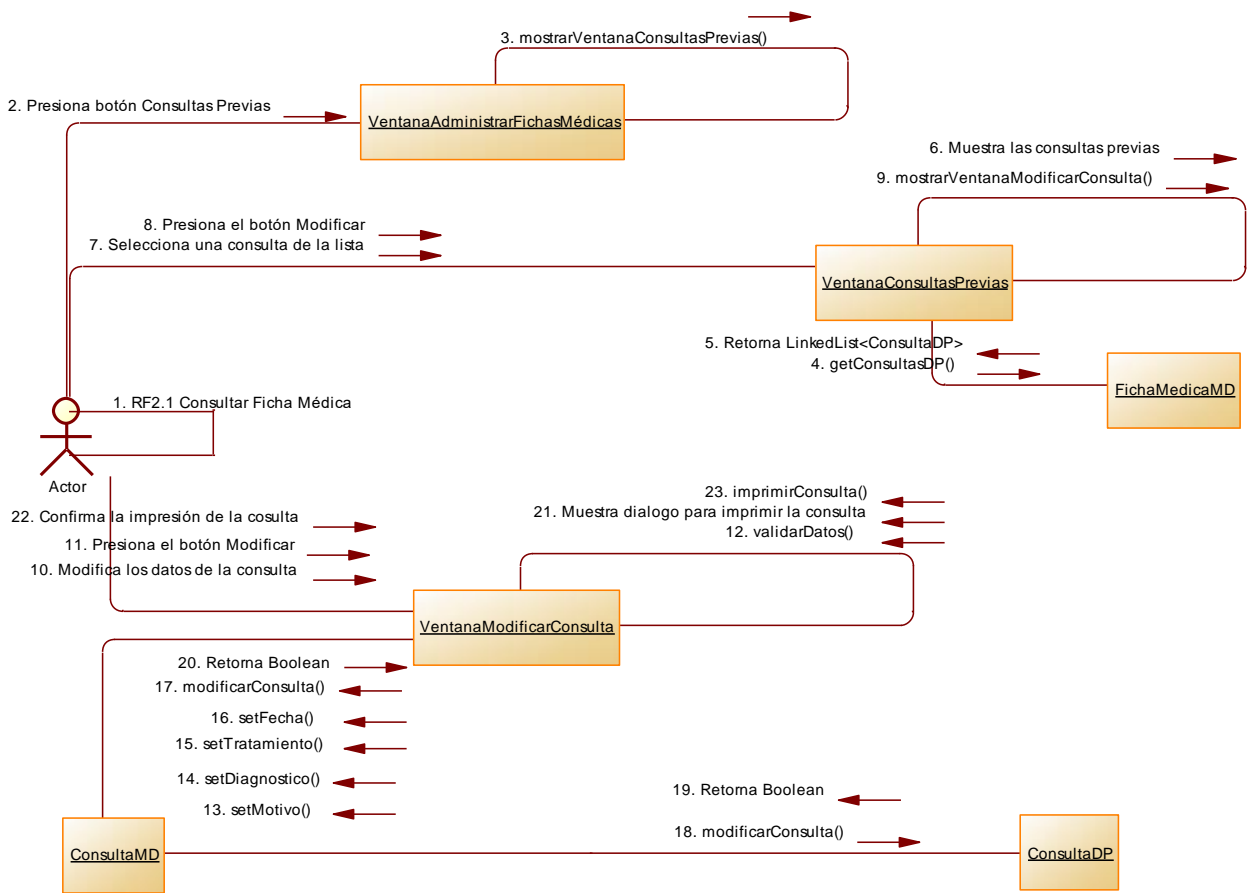 3. mostrarVentanaConsultasPrevias()
2. Presiona botón Consultas Previas
VentanaAdministrarFichasMédicas
6. Muestra las consultas previas
9. mostrarVentanaModificarConsulta()
8. Presiona el botón Modificar
7. Selecciona una consulta de la lista
VentanaConsultasPrevias
5. Retorna LinkedList<ConsultaDP>
4. getConsultasDP()
FichaMedicaMD
1. RF2.1 Consultar Ficha Médica
Actor
23. imprimirConsulta()
22. Confirma la impresión de la cosulta
21. Muestra dialogo para imprimir la consulta
12. validarDatos()
11. Presiona el botón Modificar
10. Modifica los datos de la consulta
VentanaModificarConsulta
20. Retorna Boolean
17. modificarConsulta()
16. setFecha()
15. setTratamiento()
14. setDiagnostico()
13. setMotivo()
19. Retorna Boolean
18. modificarConsulta()
ConsultaMD
ConsultaDP